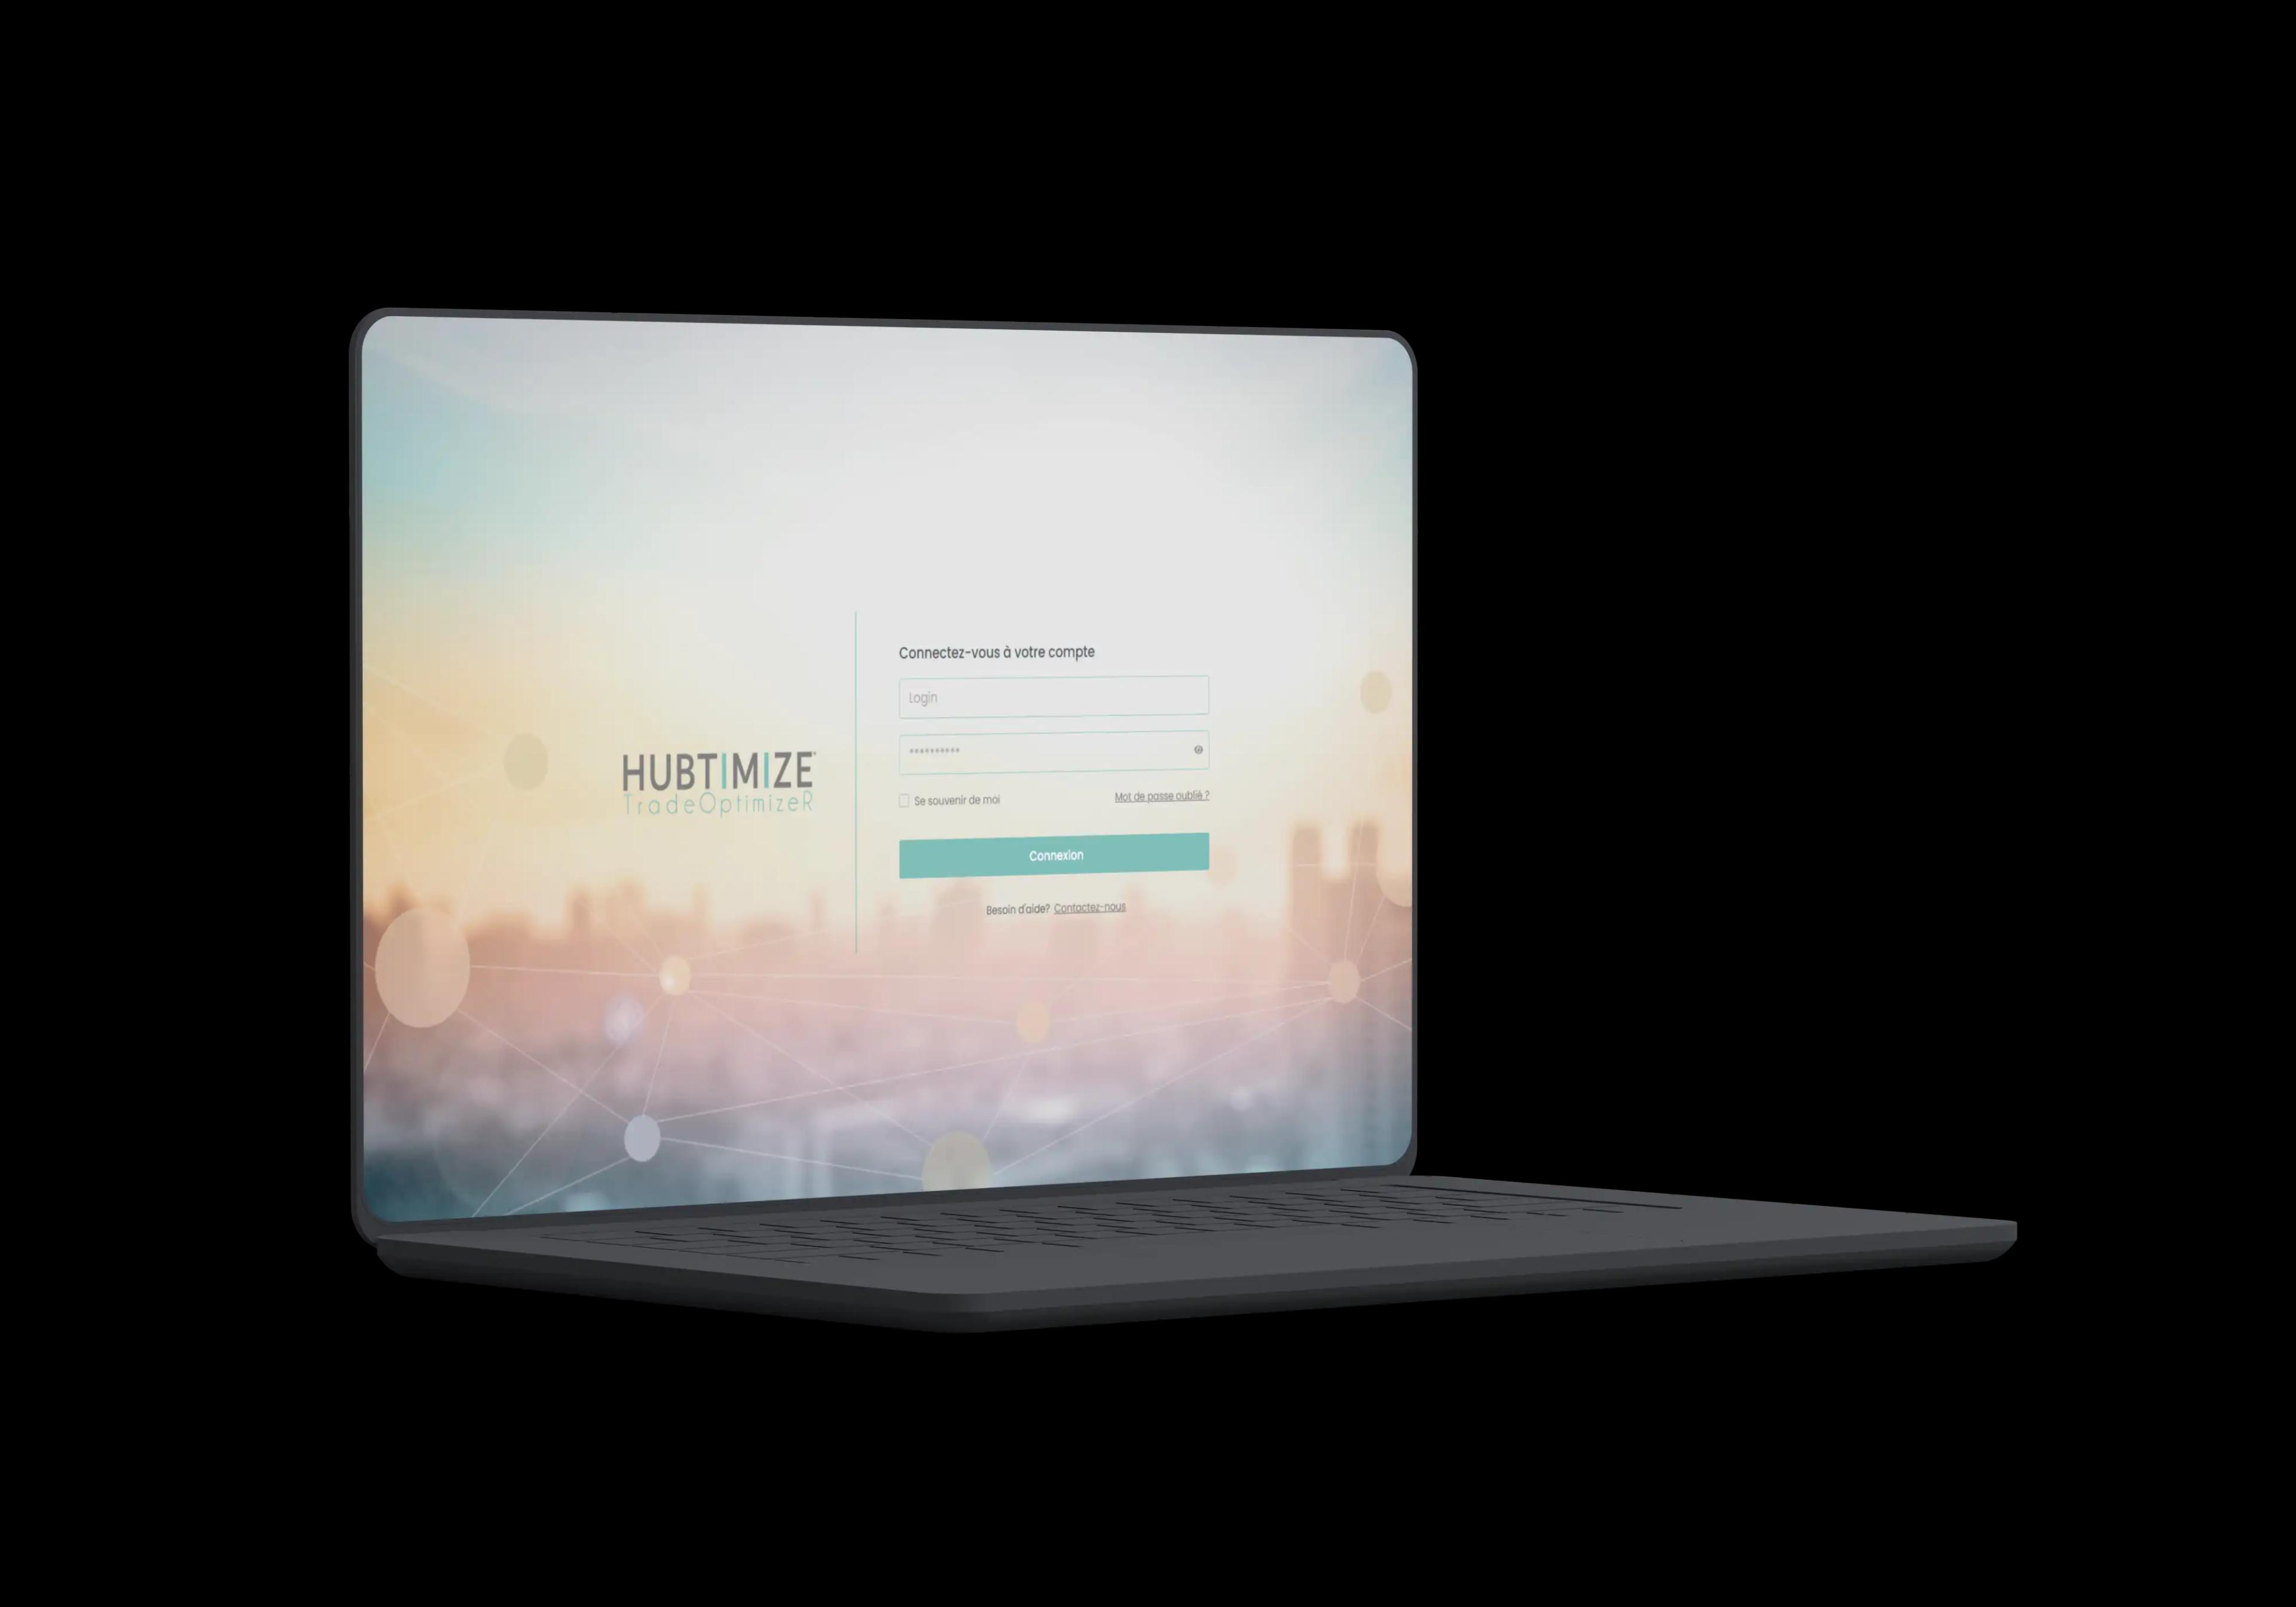 HUBTIMIZE
TradeOptimizeR
Connectez-vous à votre compte
Login
**********
Se souvenir de moi
Mot de passe oublié ?
Connexion
Besoin d'aide? Contactez-nous